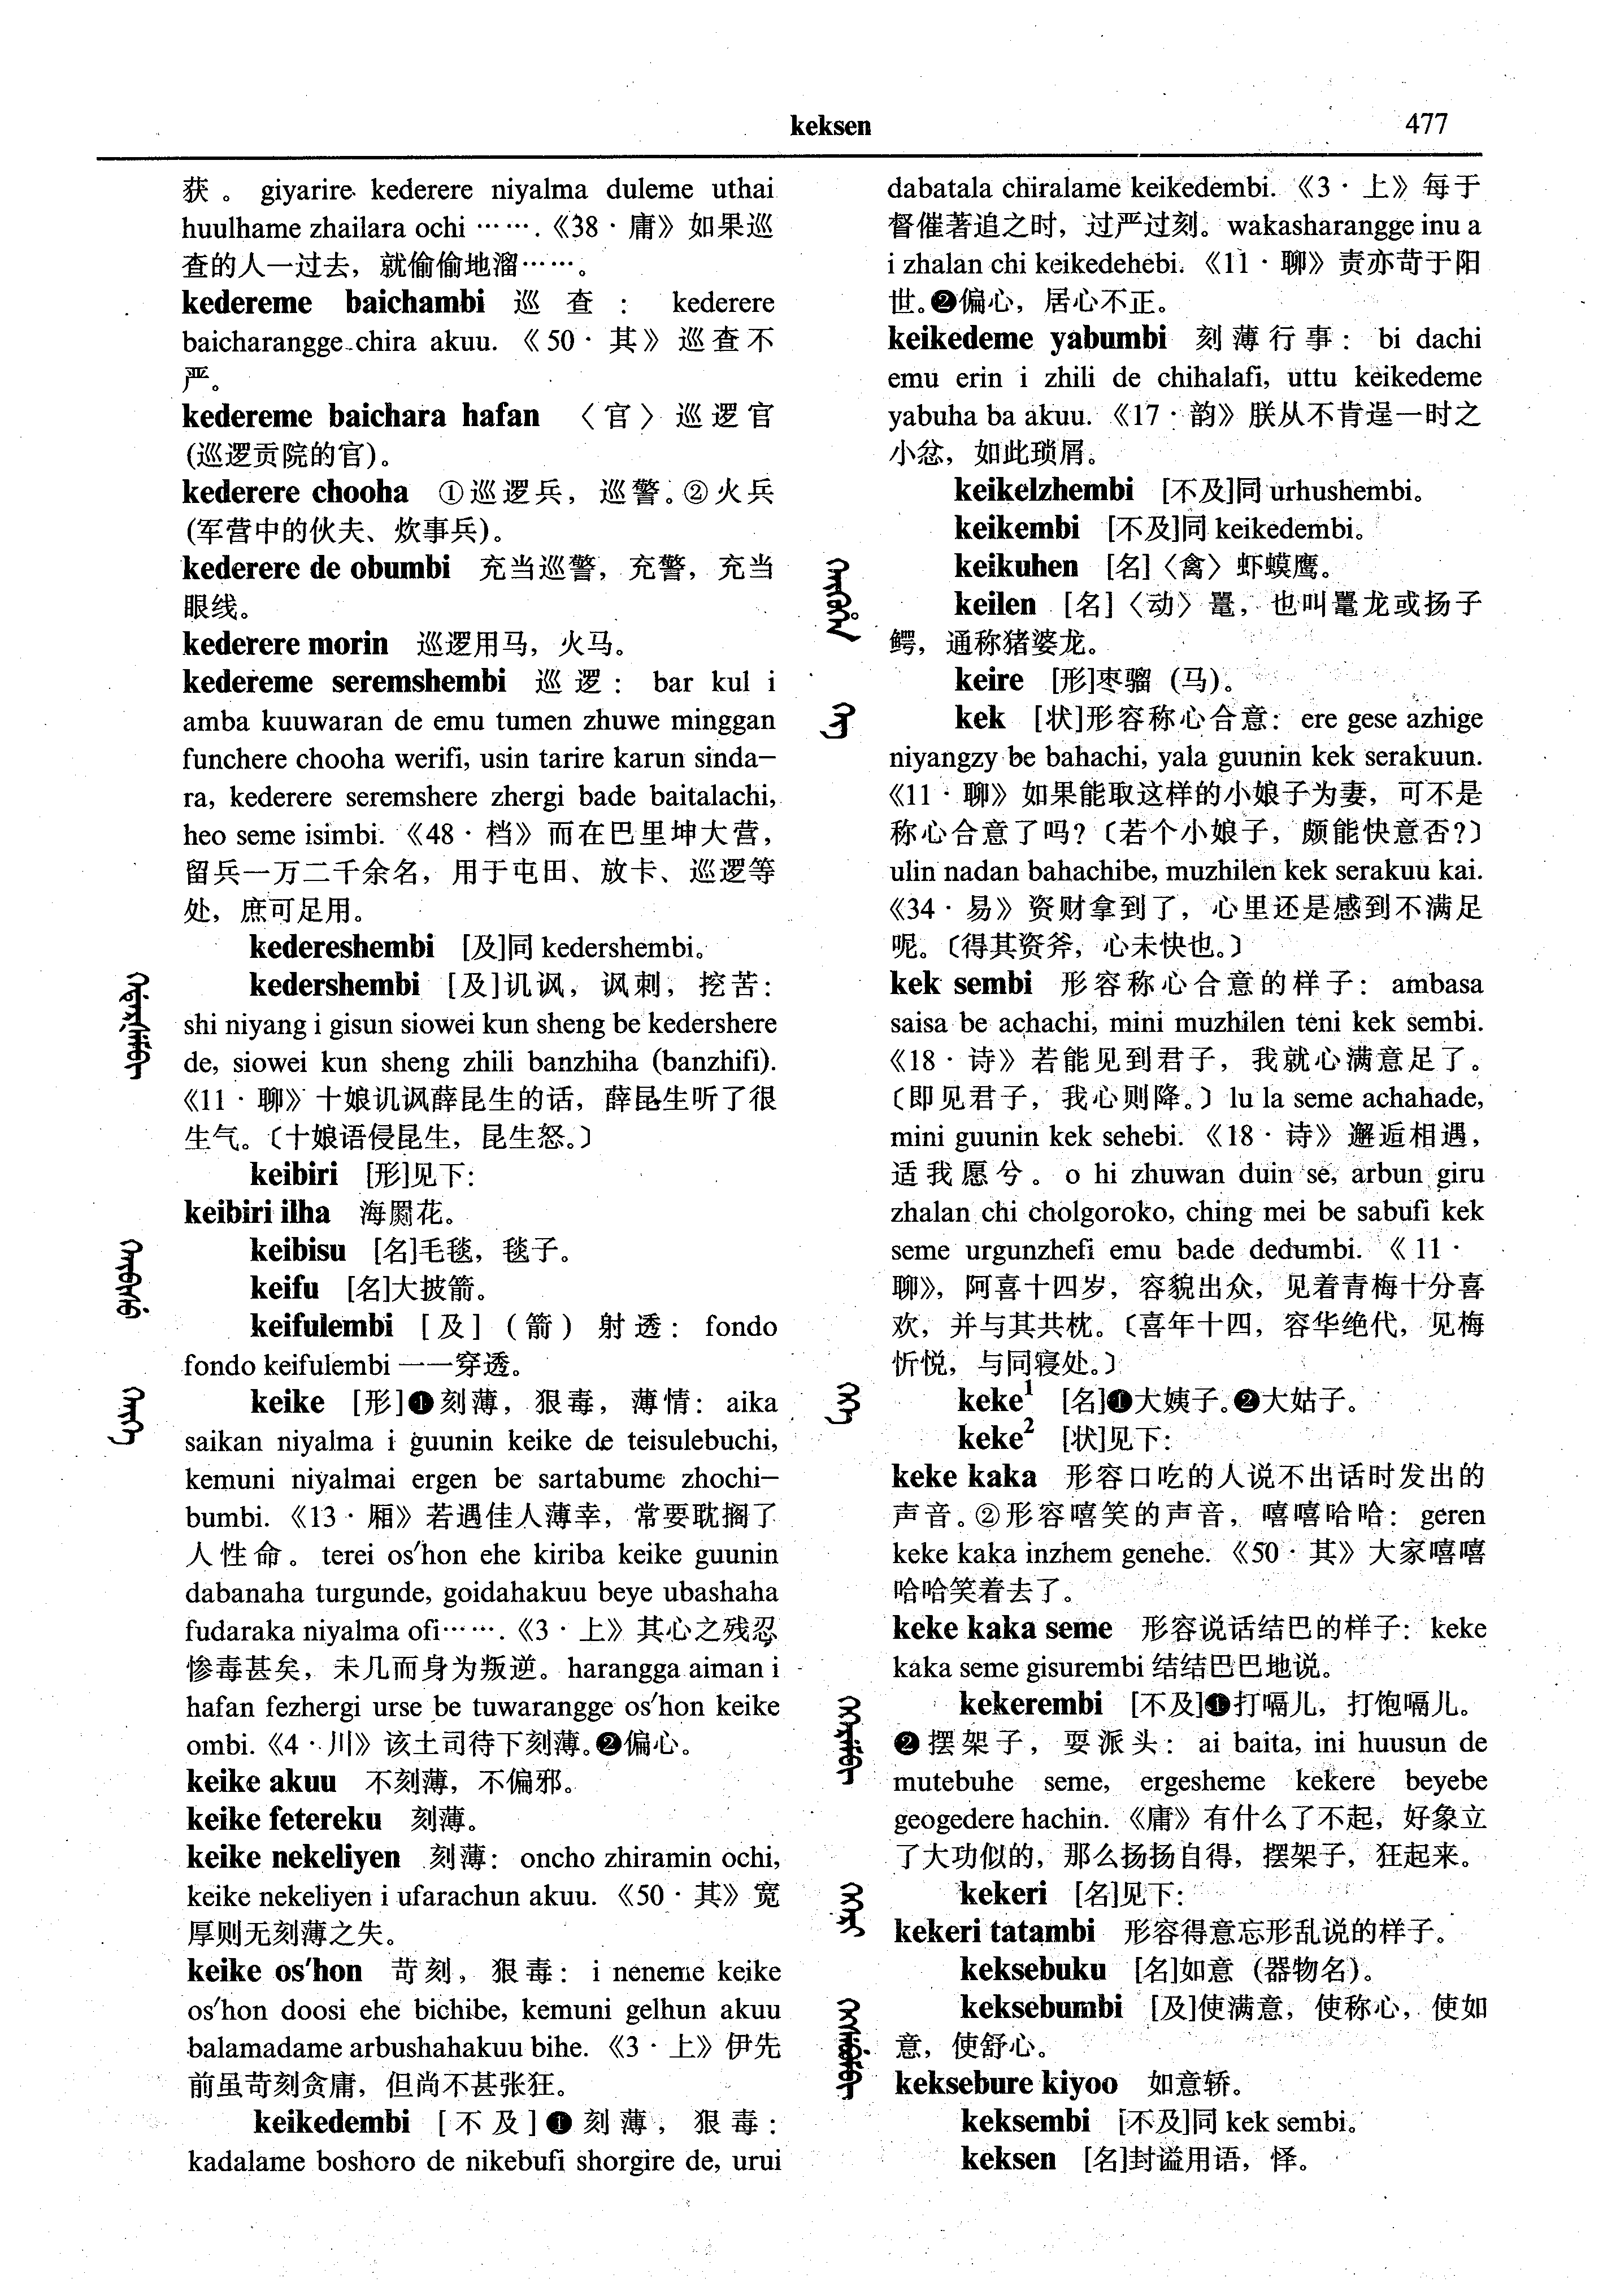 keksen
477
获。 giyarire kederere niyalma duleme uthai
huulhame zhailara ochi ⋯⋯.《38·庸》如果巡
查的人一过去，就偷偷地溜⋯⋯。
kedereme baichambi 巡查： kederere
baicharangge chira akuu.《50·其》巡查不
严。
kedereme baichara hafan 〈官〉巡逻官
(巡逻贡院的官)。
kederere chooha ①巡逻兵，巡警。②火兵
(军营中的伙夫、炊事兵)。
kederere de obumbi 充当巡警，充警，充当
眼线。
kederere morin 巡逻用马，火马。
kedereme seremshembi 巡逻： bar kul i
amba kuuwaran de emu tumen zhuwe minggan
funchere chooha werifi, usin tarire karun sinda—
ra, kederere seremshere zhergi bade baitalachi,
heo seme isimbi.《48·档》而在巴里坤大营，
留兵一万二千余名，用于屯田、放卡、巡逻等
处，庶可足用。
kedereshembi [及]同 kedershembi。
kedershembi [及]讥讽，讽刺，挖苦：
shi niyang i gisun siowei kun sheng be kedershere
de, siowei kun sheng zhili banzhiha (banzhifi).
《11·聊》十娘讥讽薛昆生的话，薛昆生听了很
生气。〔十娘语侵昆生，昆生怒。〕
keibiri [形]见下：
keibiri ilha 海罽花。
keibisu [名]毛毯，毯子。
keifu [名]大披箭。
keifulembi [及]（箭）射透： fondo
fondo keifulembi 一一穿透。
keike [形]❶刻薄，狠毒，薄情： aika
saikan niyalma i guunin keike de teisulebuchi,
kemuni niyalmai ergen be sartabume zhochi—
bumbi.《13·厢》若遇佳人薄幸，常要耽搁了
人性命。 terei os'hon ehe kiriba keike guunin
dabanaha turgunde, goidahakuu beye ubashaha
fudaraka niyalma ofi⋯⋯.《3·上》其心之残忍
惨毒甚矣，未几而身为叛逆。harangga aiman i
hafan fezhergi urse be tuwarangge os'hon keike
ombi.《4·川》该土司待下刻薄。❷偏心。
keike akuu 不刻薄，不偏邪。
keike fetereku 刻薄。
keike nekeliyen 刻薄： oncho zhiramin ochi,
keike nekeliyen i ufarachun akuu.《50·其》宽
厚则无刻薄之失。
keike os'hon 苛刻，狠毒： i neneme keike
os'hon doosi ehe bichibe, kemuni gelhun akuu
balamadame arbushahakuu bihe.《3·上》伊先
前虽苛刻贪庸，但尚不甚张狂。
keikedembi [不及]❶刻薄，狠毒：
kadalame boshoro de nikebufi shorgire de, urui
dabatala chiralame keikedembi.《3·上》每于
督催著追之时，过严过刻。wakasharangge inu a
i zhalan chi keikedehebi.《11·聊》责亦苛于阳
世。❷偏心，居心不正。
keikedeme yabumbi 刻薄行事： bi dachi
emu erin i zhili de chihalafi, uttu keikedeme
yabuha ba akuu.《17·韵》朕从不肯逞一时之
小忿，如此琐屑。
keikelzhembi [不及]同 urhushembi。
keikembi [不及]同 keikedembi。
keikuhen [名]〈禽〉虾蟆鹰。
keilen [名]〈动〉鼍，也叫鼍龙或扬子
鳄，通称猪婆龙。
keire [形]枣骝（马）。
kek [状]形容称心合意： ere gese azhige
niyangzy be bahachi, yala guunin kek serakuun.
《11·聊》如果能取这样的小娘子为妻，可不是
称心合意了吗？〔若个小娘子，颇能快意否？〕
ulin nadan bahachibe, muzhilen kek serakuu kai.
《34·易》资财拿到了，心里还是感到不满足
呢。〔得其资斧，心未快也。〕
kek sembi 形容称心合意的样子： ambasa
saisa be achachi, mini muzhilen teni kek sembi.
《18·诗》若能见到君子，我就心满意足了。
〔即见君子，我心则降。〕lu la seme achahade,
mini guunin kek sehebi.《18·诗》邂逅相遇，
适我愿兮。o hi zhuwan duin se, arbun giru
zhalan chi cholgoroko, ching mei be sabufi kek
seme urgunzhefi emu bade dedumbi.《11·
聊》，阿喜十四岁，容貌出众，见着青梅十分喜
欢，并与其共枕。〔喜年十四，容华绝代，见梅
忻悦，与同寝处。〕
keke¹ [名]❶大姨子。❷大姑子。
keke² [状]见下：
keke kaka 形容口吃的人说不出话时发出的
声音。②形容嘻笑的声音，嘻嘻哈哈： geren
keke kaka inzhem genehe.《50·其》大家嘻嘻
哈哈笑着去了。
keke kaka seme 形容说话结巴的样子： keke
kaka seme gisurembi 结结巴巴地说。
kekerembi [不及]❶打嗝儿，打饱嗝儿。
❷摆架子，耍派头： ai baita, ini huusun de
mutebuhe seme, ergesheme kekere beyebe
geogedere hachin.《庸》有什么了不起，好象立
了大功似的，那么扬扬自得，摆架子，狂起来。
kekeri [名]见下：
kekeri tatambi 形容得意忘形乱说的样子。
keksebuku [名]如意（器物名）。
keksebumbi [及]使满意，使称心，使如
意，使舒心。
keksebure kiyoo 如意轿。
keksembi [不及]同 kek sembi。
keksen [名]封谥用语，怿。